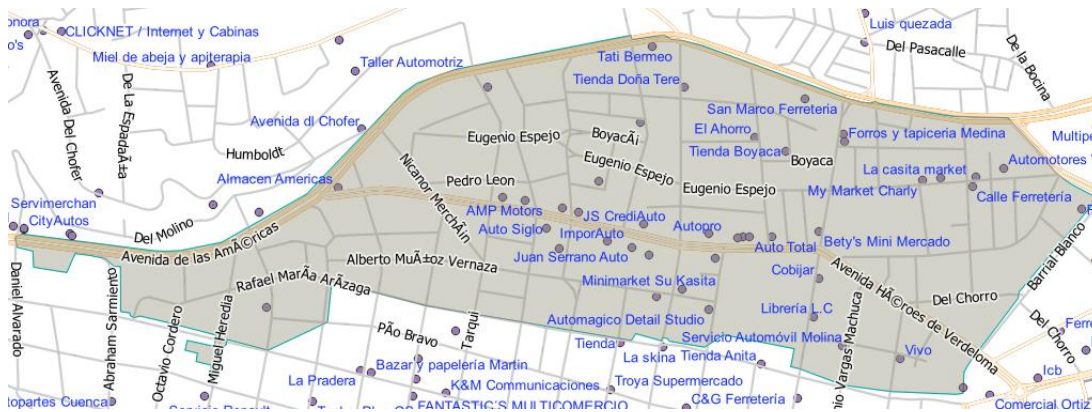 onora
CLICKNET / Internet y Cabinas
o's
Miel de abeja y apiterapia
Taller Automotriz
Tati Bermeo
Tienda Doña Tere
Luis quezada
Del Pasacalle
De la Bocina
Avenida Del Chofer
De La EspadaÃ±a
Avenida dl Chofer
Humboldt
San Marco Ferreteria
Eugenio Espejo
BoyacÃ¡
El Ahorro
Forros y tapiceria Medina
Multipe
Tienda Boyaca
Boyaca
Eugenio Espejo
Nicanor MerchÃ¡n
Almacen Americas
Pedro Leon
Eugenio Espejo
La casita market
Automotores
My Market Charly
Calle Ferretería
Servimerchan
CityAutos
AMP Motors
JS CrediAuto
Del Molino
Auto Siglo
ImporAuto
Autopro
Avenida de las AmÃ©ricas
Juan Serrano Auto
Auto Total
Bety's Mini Mercado
Barrial Blanco
Alberto MuÃ±oz Vernaza
Cobijar
Rafael MarÃ­a ArÃ­zaga
Minimarket Su Kasita
Avenida HÃ©roes de Verdeloma
Daniel Alvarado
Abraham Sarmiento
Octavio Cordero
Miguel Heredia
Del Chorro
Automagico Detail Studio
Librería L.C
PÃ­o Bravo
Tarqui
Servicio Automóvil Molina
nio Vargas Machuca
Del Chorro
Ferre
Tienda
La skina
Tienda Anita
Vivo
Bazar y papelería Martin
La Pradera
Troya Supermercado
Icb
K&M Communicaciones
topartes Cuenca
FANTASTIC´S MULTICOMERCIO
C&G Ferretería
Comercial Ortiz